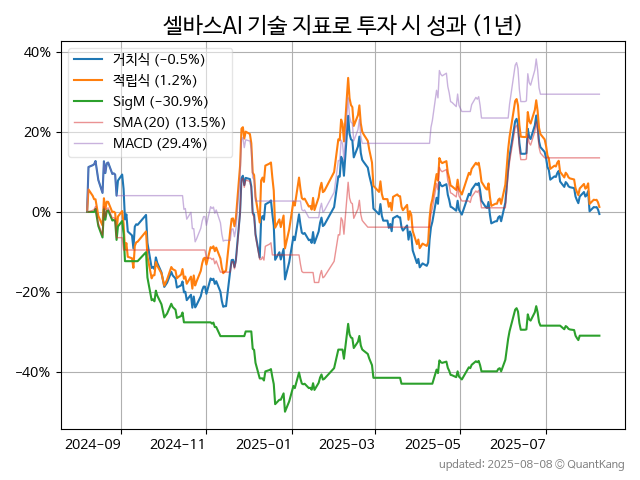 셀바스AI 기술 지표로 투자 시 성과 (1년)
거치식 (−0.5%)
적립식 (1.2%)
SigM (−30.9%)
SMA(20) (13.5%)
MACD (29.4%)
40%
20%
0%
−20%
−40%
2024-09 2024-11 2025-01 2025-03 2025-05 2025-07
updated: 2025-08-08 © QuantKang